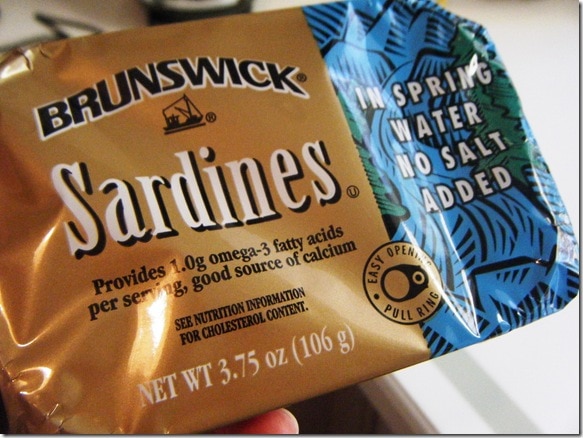 BRUNSWICK®
®
Sardines
U
Provides 1.0g omega-3 fatty acids
per serving, good source of calcium
SEE NUTRITION INFORMATION
FOR CHOLESTEROL CONTENT.
NET WT 3.75 oz (106 g)
IN SPRING
WATER
NO SALT
ADDED
EASY OPENING
PULL RING